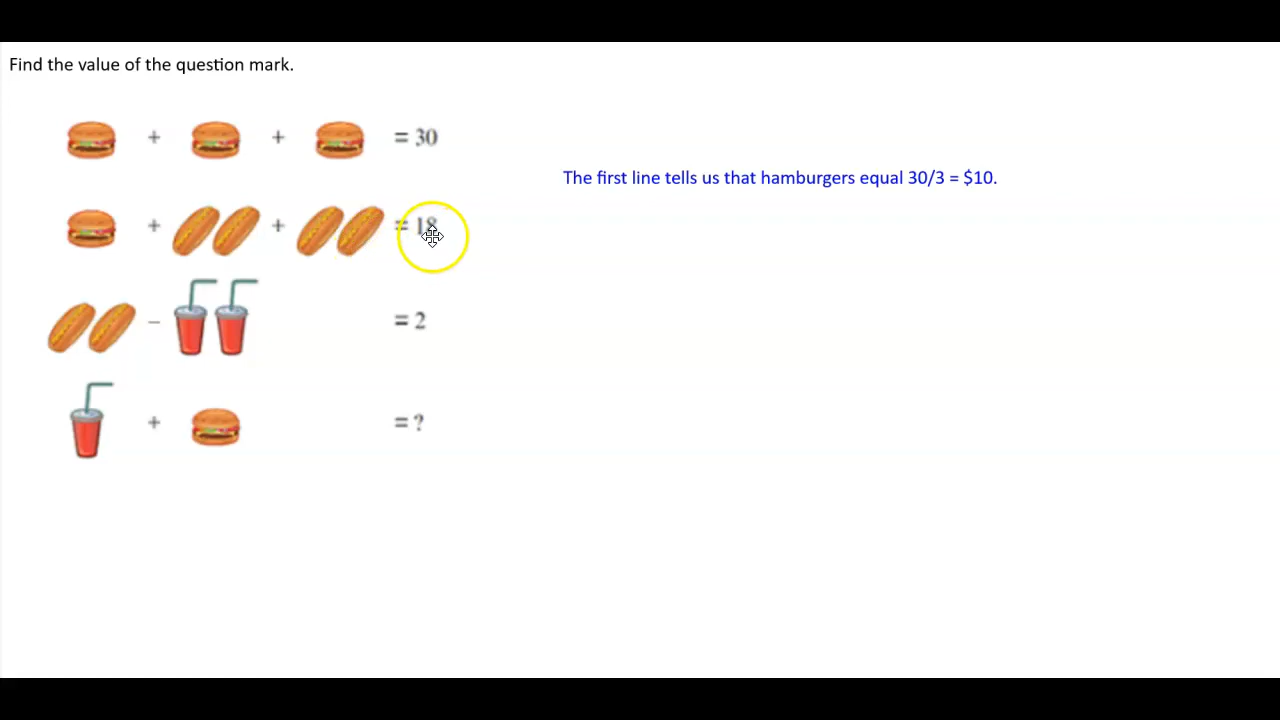 Find the value of the question mark.
+ + = 30
The first line tells us that hamburgers equal 30/3 = $10.
+ + = 18
− = 2
+ = ?